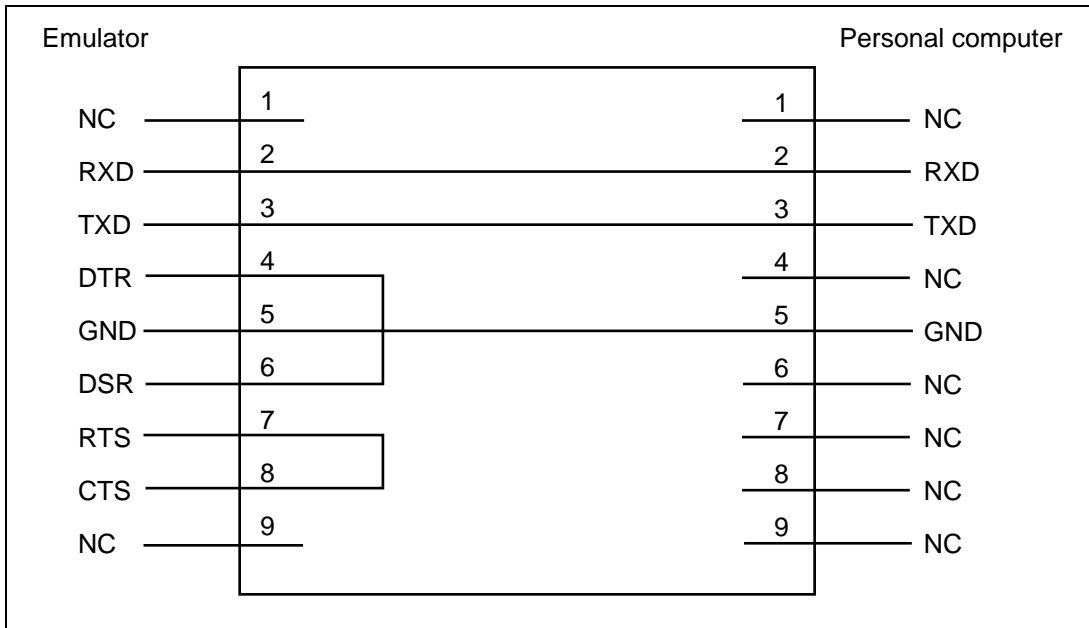 Emulator Personal computer
NC 1 1 NC
RXD 2 2 RXD
TXD 3 3 TXD
DTR 4 4 NC
GND 5 5 GND
DSR 6 6 NC
RTS 7 7 NC
CTS 8 8 NC
NC 9 9 NC